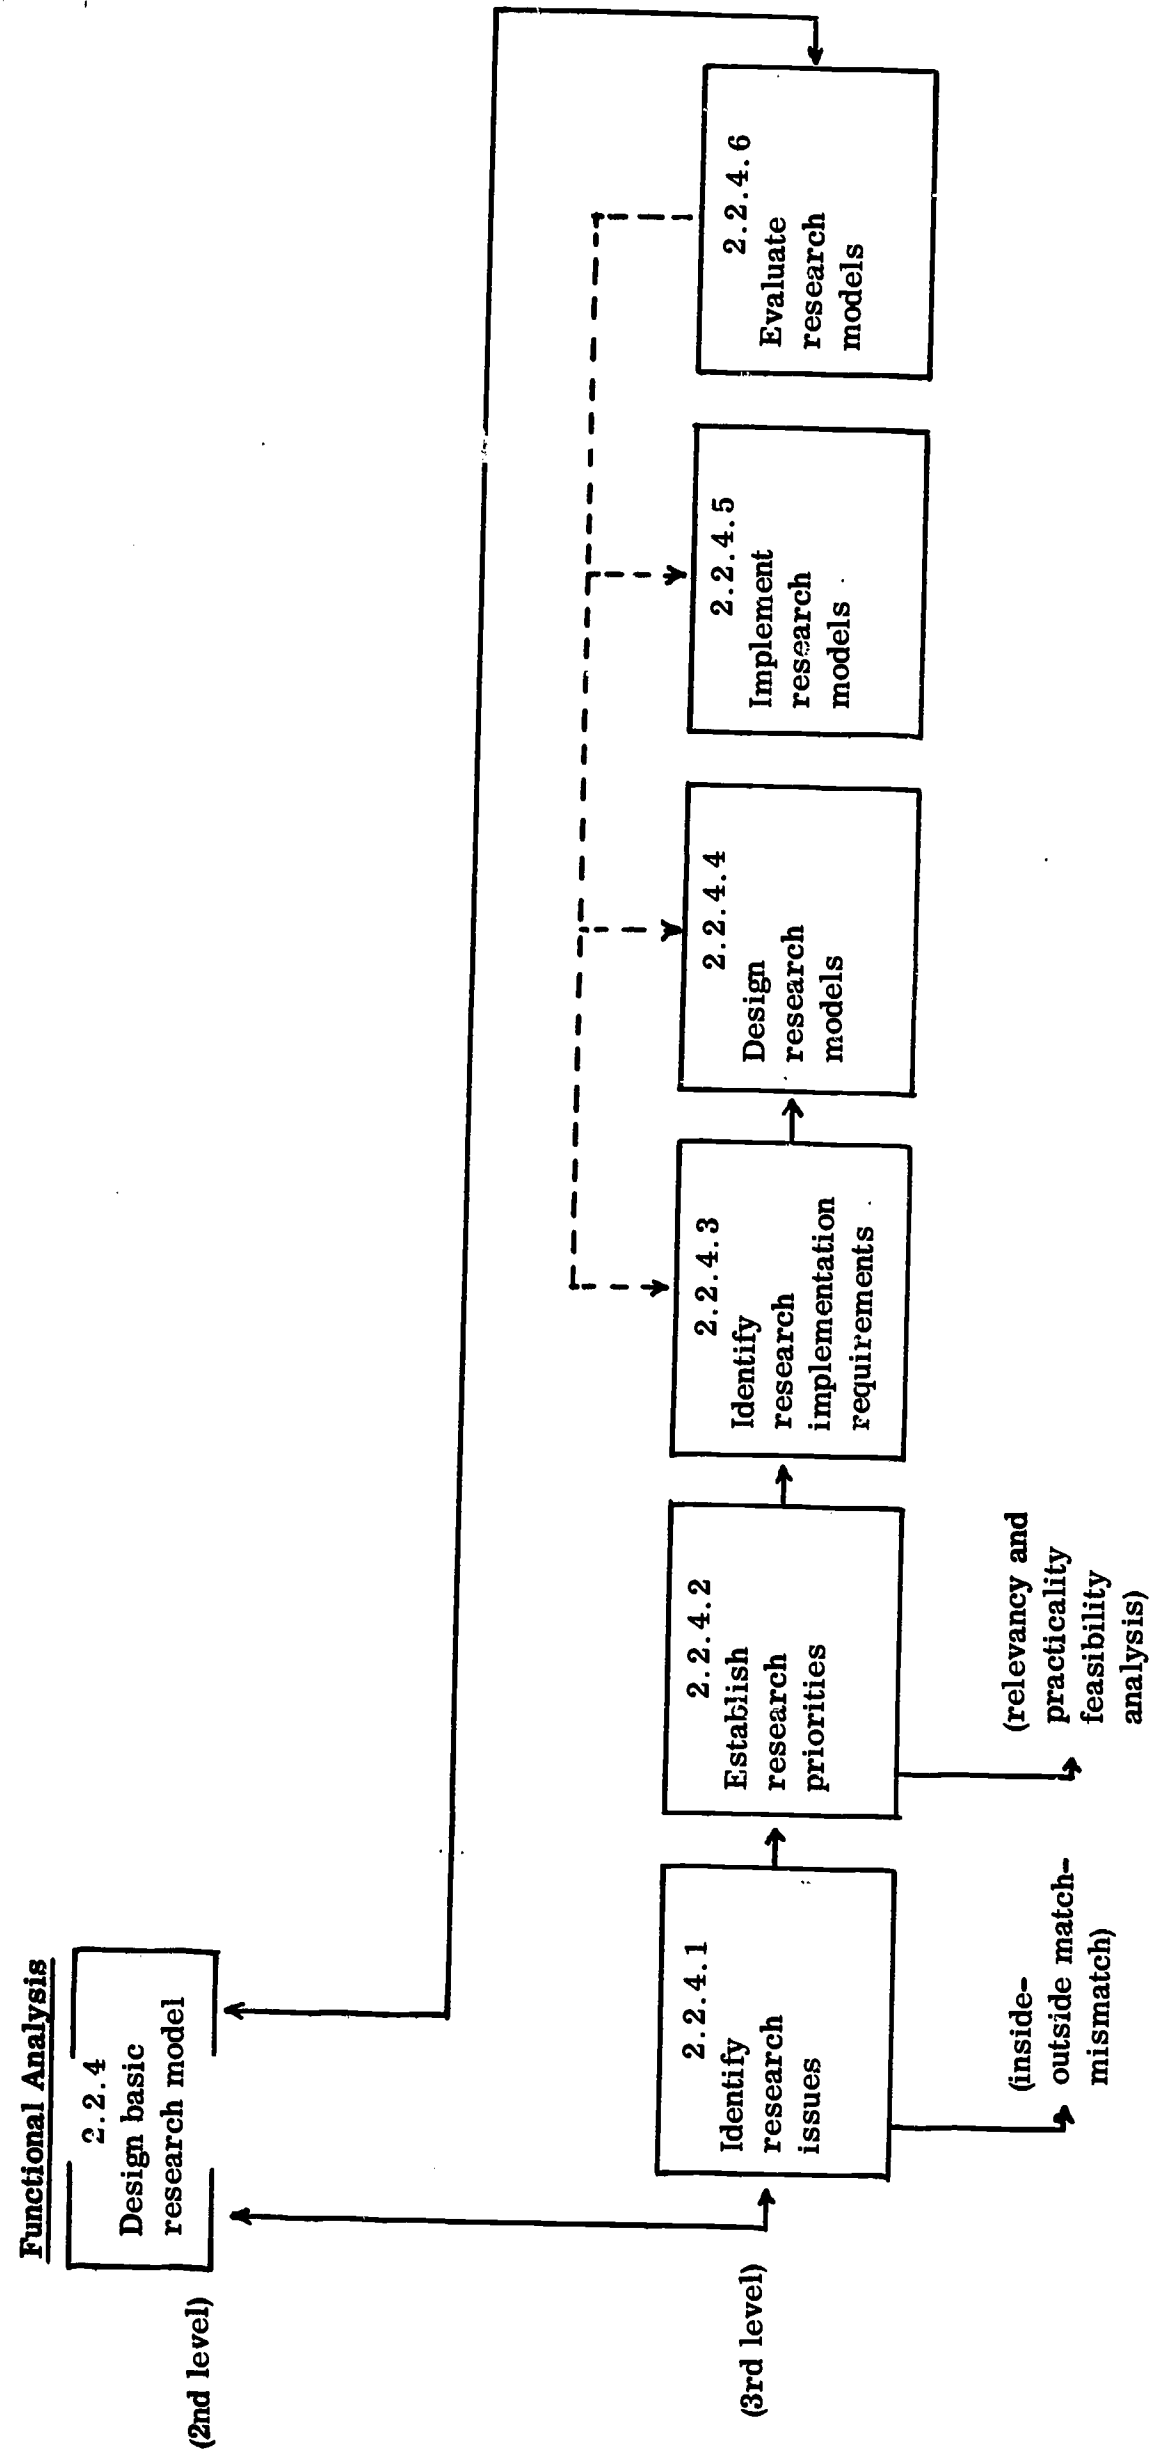 Functional Analysis
2.2.4
Design basic
research model
(2nd level)
(3rd level)
2.2.4.1
Identify
research
issues
(inside-
outside match-
mismatch)
2.2.4.2
Establish
research
priorities
(relevancy and
practicality
feasibility
analysis)
2.2.4.3
Identify
research
implementation
requirements
2.2.4.4
Design
research
models
2.2.4.5
Implement
research
models
2.2.4.6
Evaluate
research
models